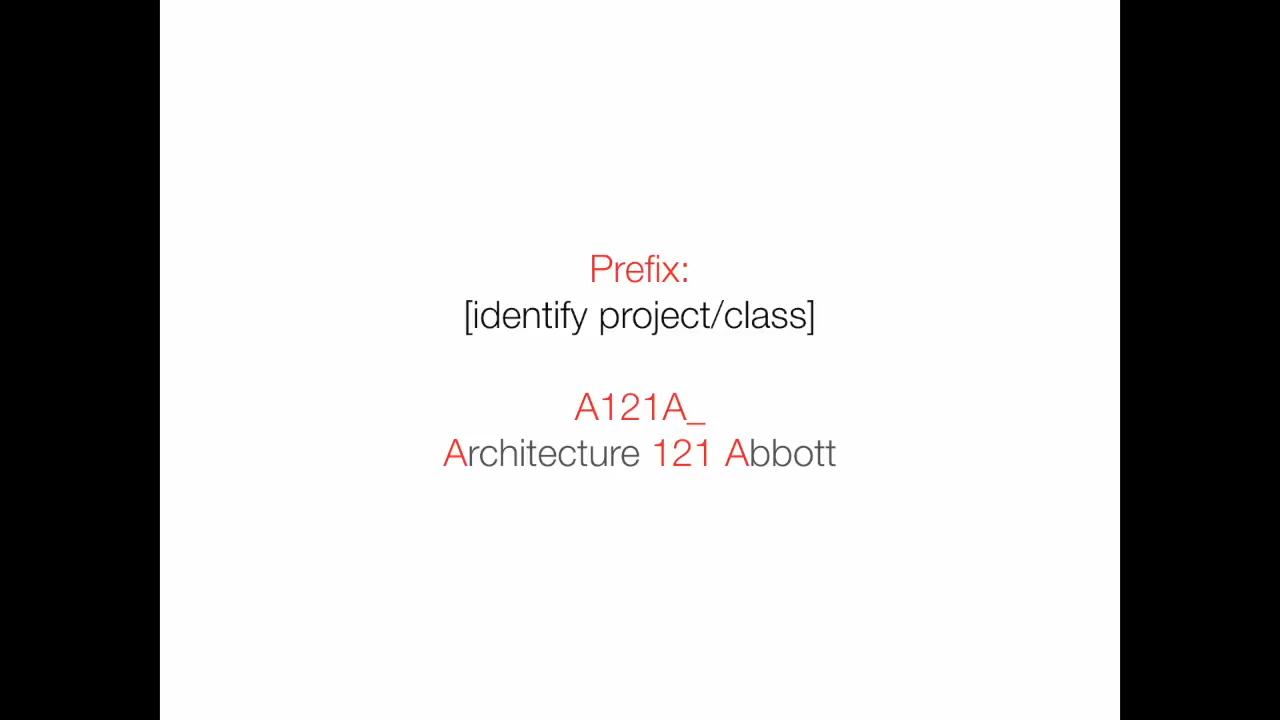 Prefix:
[identify project/class]
A121A_
Architecture 121 Abbott